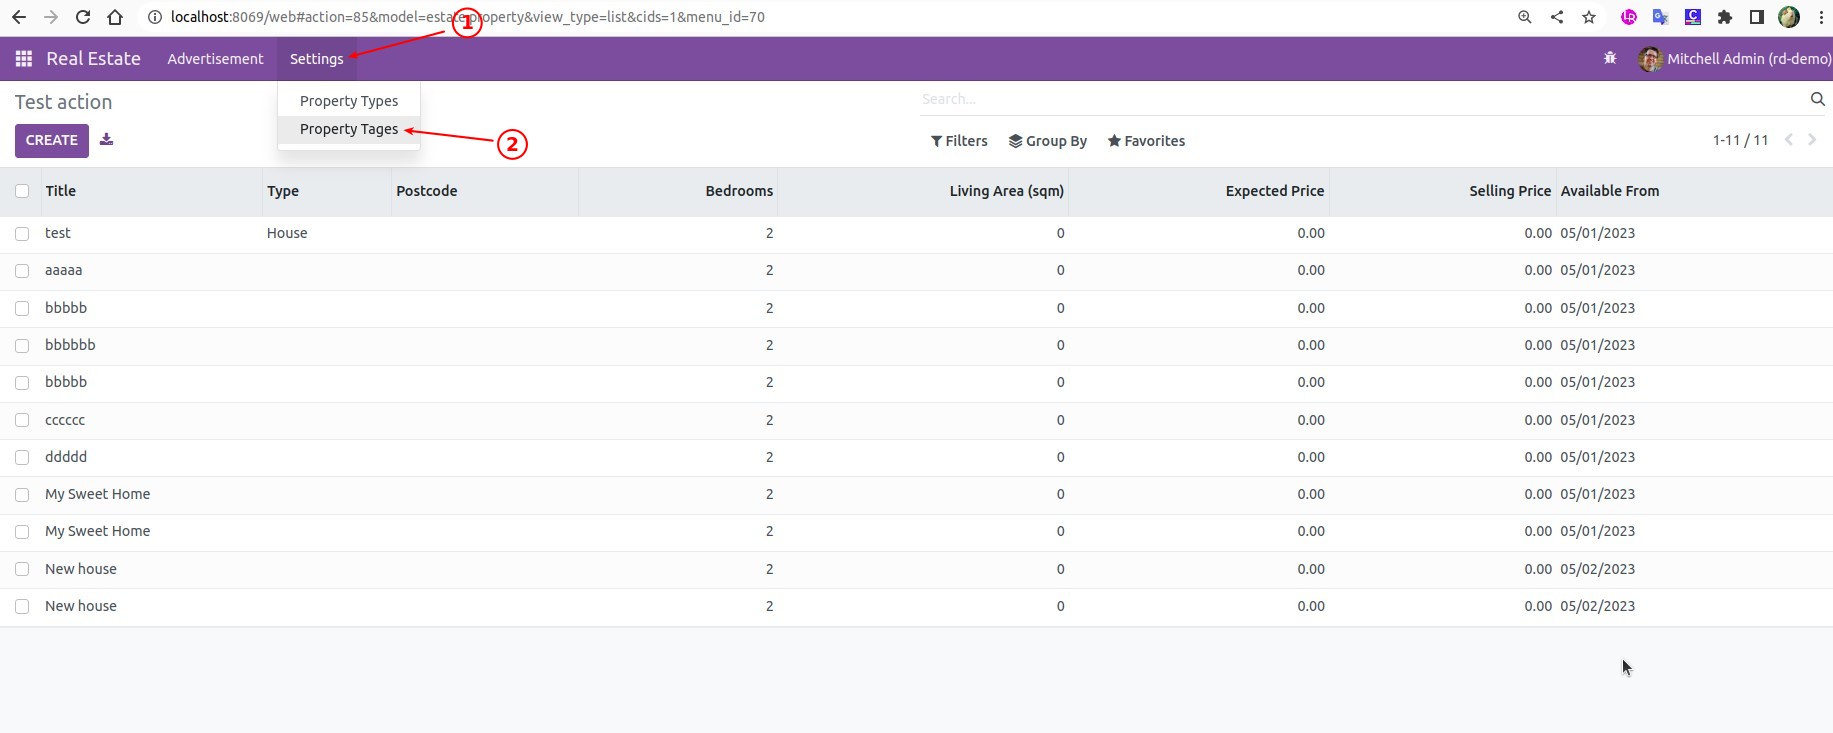 localhost:8069/web#action=85&model=estate.property&view_type=list&cids=1&menu_id=70
1
Real Estate Advertisement Settings Mitchell Admin (rd-demo)
Test action
Property Types
Search...
Property Tages
2
CREATE
Filters Group By Favorites 1-11 / 11
Title Type Postcode Bedrooms Living Area (sqm) Expected Price Selling Price Available From
test House 2 0 0.00 0.00 05/01/2023
aaaaa 2 0 0.00 0.00 05/01/2023
bbbbb 2 0 0.00 0.00 05/01/2023
bbbbbb 2 0 0.00 0.00 05/01/2023
bbbbb 2 0 0.00 0.00 05/01/2023
cccccc 2 0 0.00 0.00 05/01/2023
ddddd 2 0 0.00 0.00 05/01/2023
My Sweet Home 2 0 0.00 0.00 05/01/2023
My Sweet Home 2 0 0.00 0.00 05/01/2023
New house 2 0 0.00 0.00 05/02/2023
New house 2 0 0.00 0.00 05/02/2023